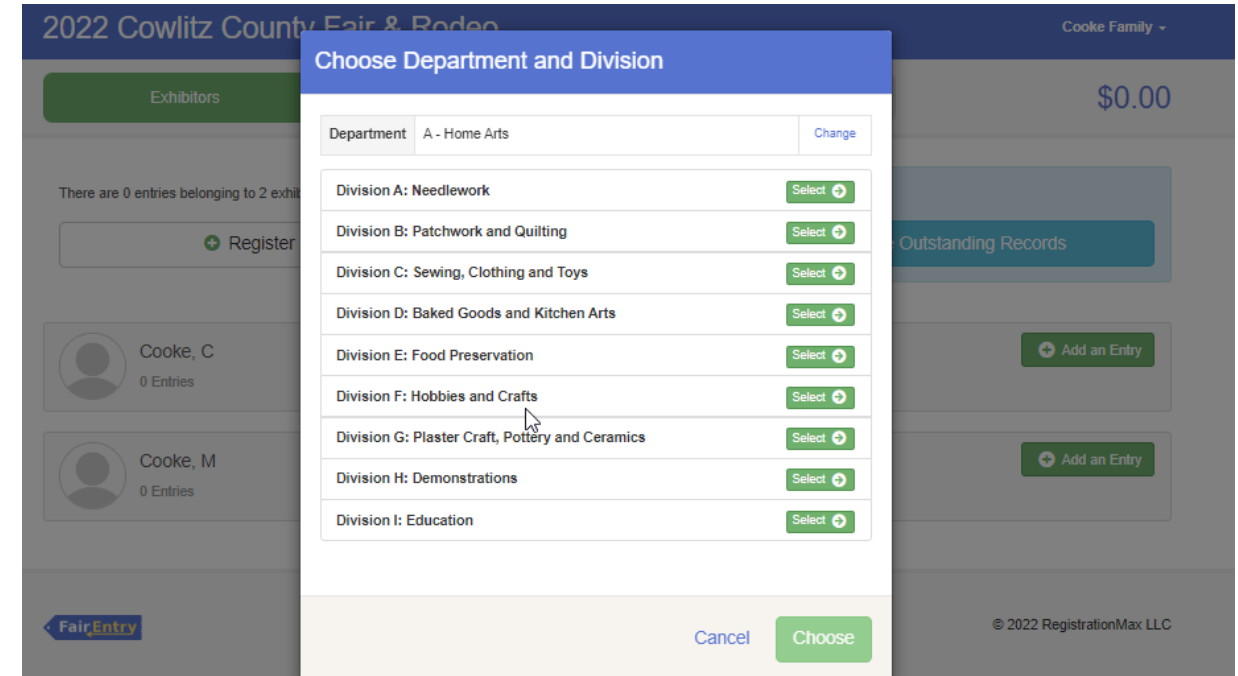 2022 Cowlitz County Fair & Rodeo
Cooke Family
Choose Department and Division
Exhibitors
$0.00
Department A - Home Arts Change
There are 0 entries belonging to 2
Register
Outstanding Records
Division A: Needlework Select
Division B: Patchwork and Quilting Select
Division C: Sewing, Clothing and Toys Select
Division D: Baked Goods and Kitchen Arts Select
Division E: Food Preservation Select
Division F: Hobbies and Crafts Select
Division G: Plaster Craft, Pottery and Ceramics Select
Division H: Demonstrations Select
Division I: Education Select
Cooke, C
0 Entries
Add an Entry
Cooke, M
0 Entries
Add an Entry
Cancel Choose
FairEntry
© 2022 RegistrationMax LLC